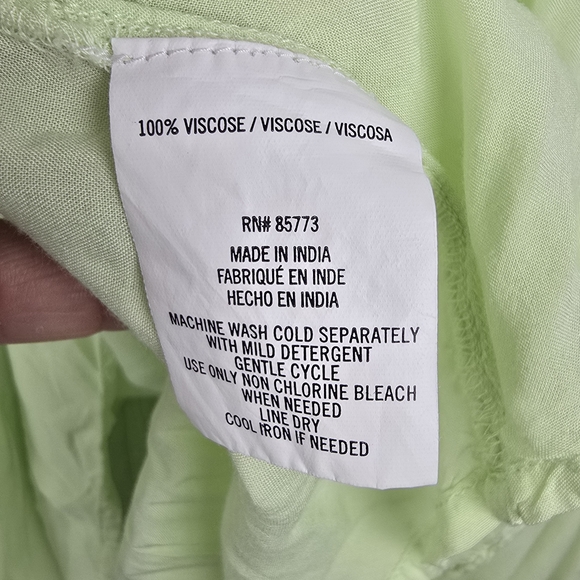 100% VISCOSE / VISCOSE / VISCOSA
RN# 85773
MADE IN INDIA
FABRIQUÉ EN INDE
HECHO EN INDIA
MACHINE WASH COLD SEPARATELY
WITH MILD DETERGENT
GENTLE CYCLE
USE ONLY NON CHLORINE BLEACH
WHEN NEEDED
LINE DRY
COOL IRON IF NEEDED